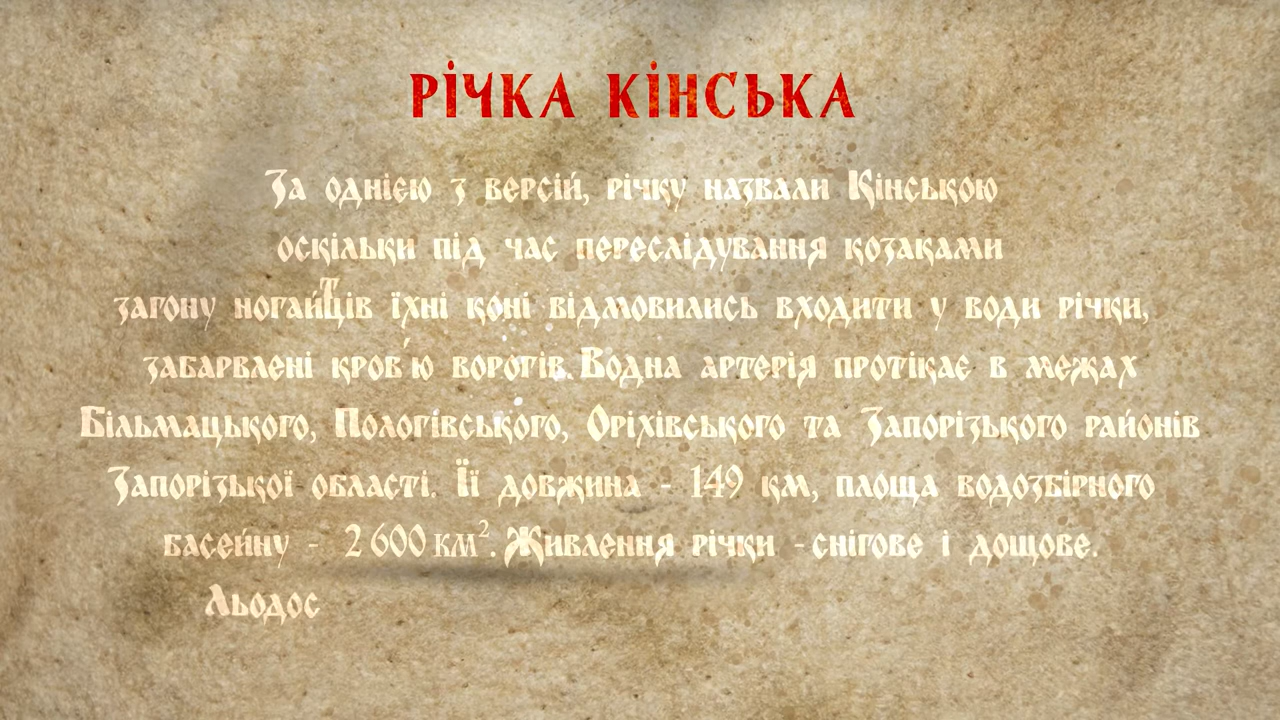 РІЧКА КІНСЬКА
За однією з версій, річку назвали Кінською
оскільки під час переслідування козаками
загону ногайців їхні коні відмовились входити у води річки,
забарвлені кров'ю ворогів. Водна артерія протікає в межах
Більмацького, Пологівського, Оріхівського та Запорізького районів
Запорізької області. Її довжина - 149 км, площа водозбірного
басейну - 2 600 км². Живлення річки - снігове і дощове.
Льодос